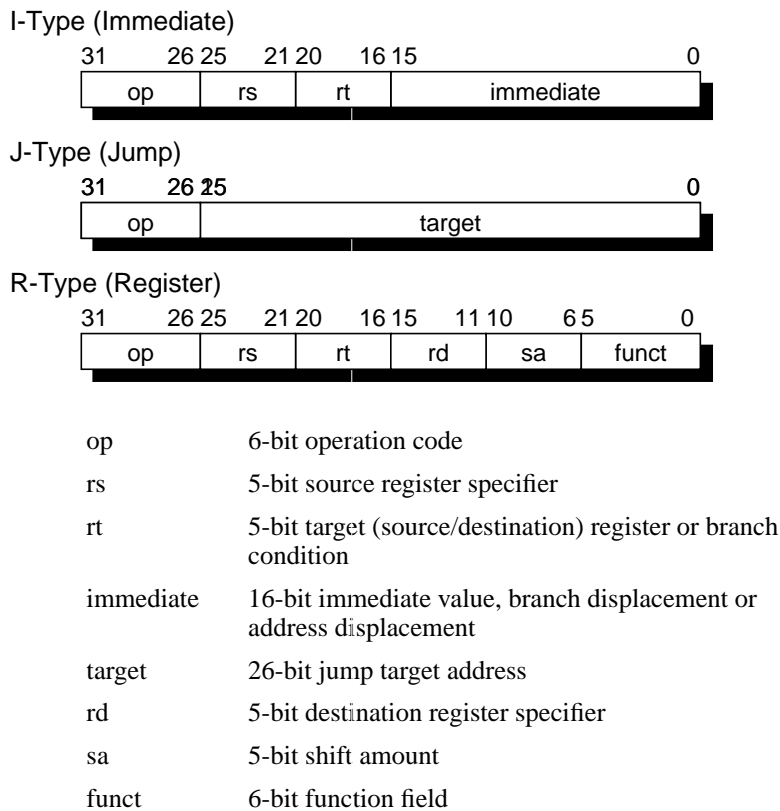 I-Type (Immediate)
31 26 25 21 20 16 15 0
op rs rt immediate
J-Type (Jump)
31 26 25 0
op target
R-Type (Register)
31 26 25 21 20 16 15 11 10 6 5 0
op rs rt rd sa funct
op 6-bit operation code
rs 5-bit source register specifier
rt 5-bit target (source/destination) register or branch
condition
immediate 16-bit immediate value, branch displacement or
address displacement
target 26-bit jump target address
rd 5-bit destination register specifier
sa 5-bit shift amount
funct 6-bit function field